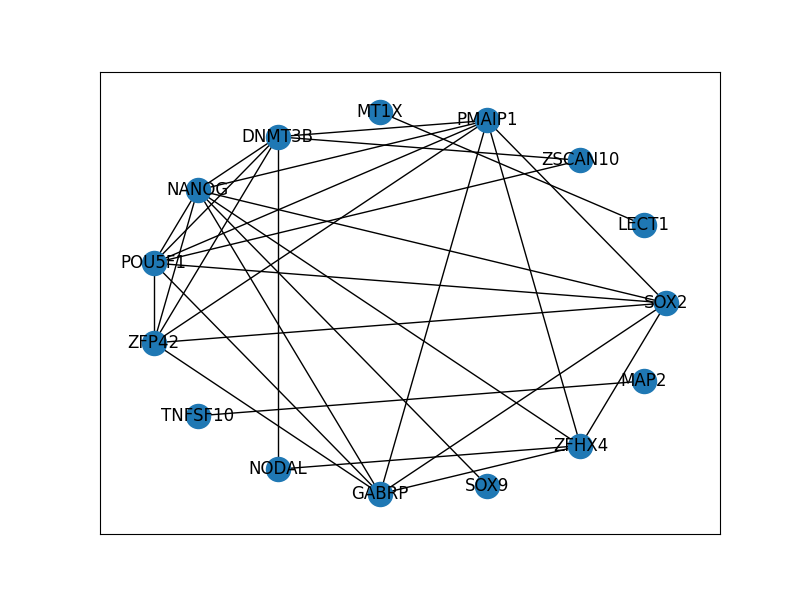 MT1X
PMAIP1
DNMT3B
ZSCAN10
NANOG
LECT1
POU5F1
SOX2
ZFP42
MAP2
TNFSF10
ZFHX4
NODAL
SOX9
GABRP